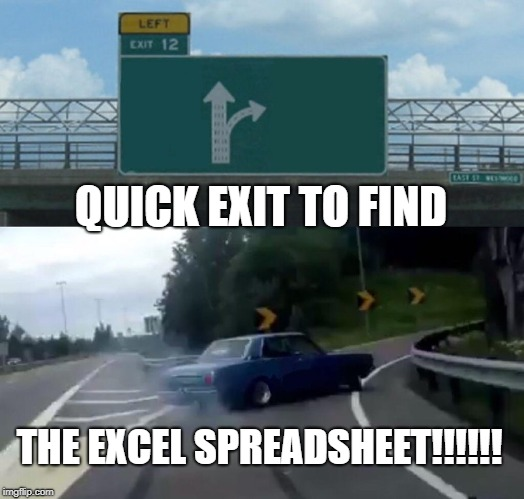 LEFT
EXIT 12
QUICK EXIT TO FIND
THE EXCEL SPREADSHEET!!!!!!
imgflip.com